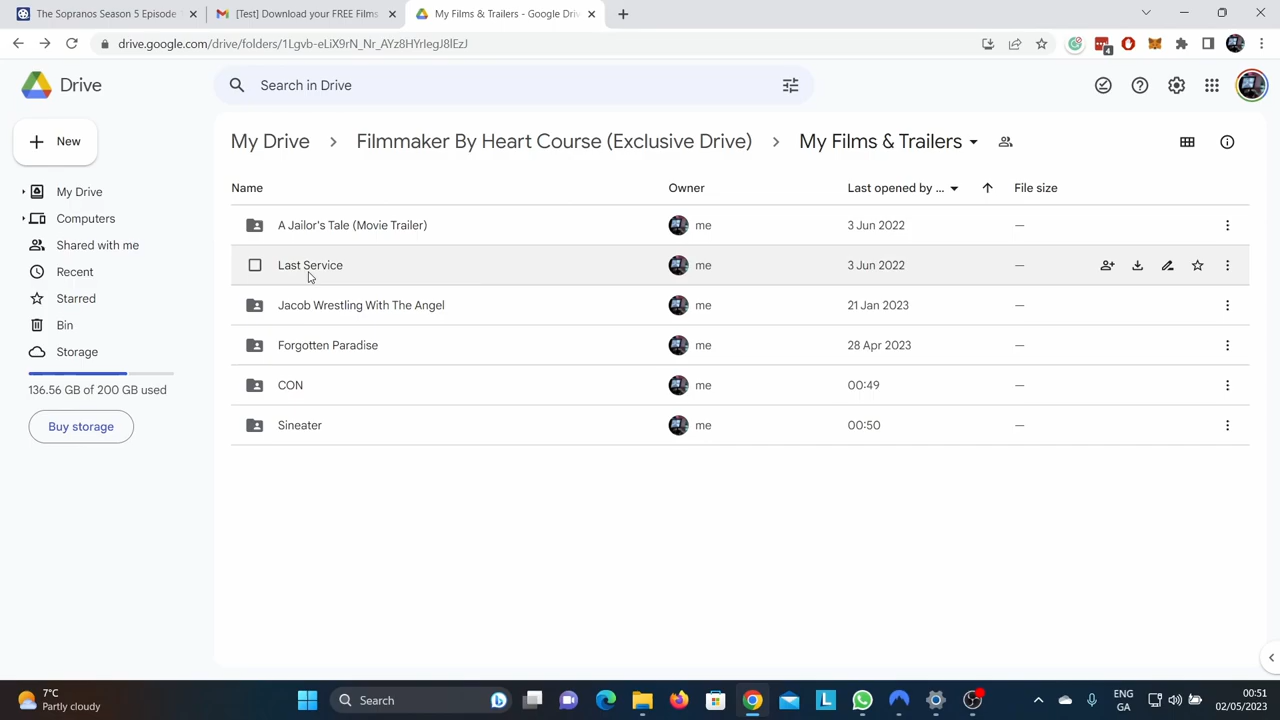 The Sopranos Season 5 Episode
[Test] Download your FREE Films
My Films & Trailers - Google Driv
drive.google.com/drive/folders/1Lgvb-eLiX9rN_Nr_AYz8HYrlegJ8lEzJ
4
Drive
Search in Drive
New
My Drive
Computers
Shared with me
Recent
Starred
Bin
Storage
136.56 GB of 200 GB used
Buy storage
My Drive > Filmmaker By Heart Course (Exclusive Drive) > My Films & Trailers
Name Owner Last opened by ... File size
A Jailor's Tale (Movie Trailer) me 3 Jun 2022 —
Last Service me 3 Jun 2022 —
Jacob Wrestling With The Angel me 21 Jan 2023 —
Forgotten Paradise me 28 Apr 2023 —
CON me 00:49 —
Sineater me 00:50 —
7°C
Partly cloudy
Search
ENG
GA
00:51
02/05/2023